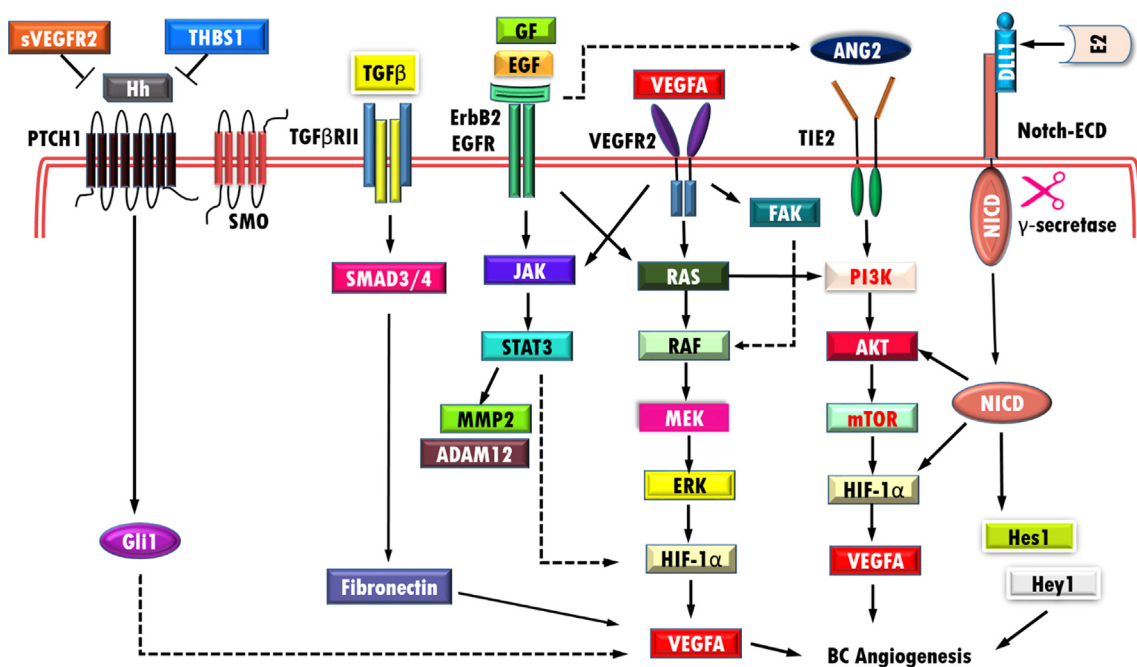 sVEGFR2
THBS1
Hh
PTCH1
SMO
TGFβ
TGFβRII
GF
EGF
ErbB2
EGFR
VEGFA
VEGFR2
ANG2
TIE2
DLL1
E2
Notch-ECD
NICD
γ-secretase
FAK
SMAD3/4
JAK
RAS
PI3K
STAT3
RAF
AKT
MMP2
ADAM12
MEK
mTOR
NICD
ERK
HIF-1α
Gli1
Hes1
HIF-1α
VEGFA
Fibronectin
Hey1
VEGFA
BC Angiogenesis